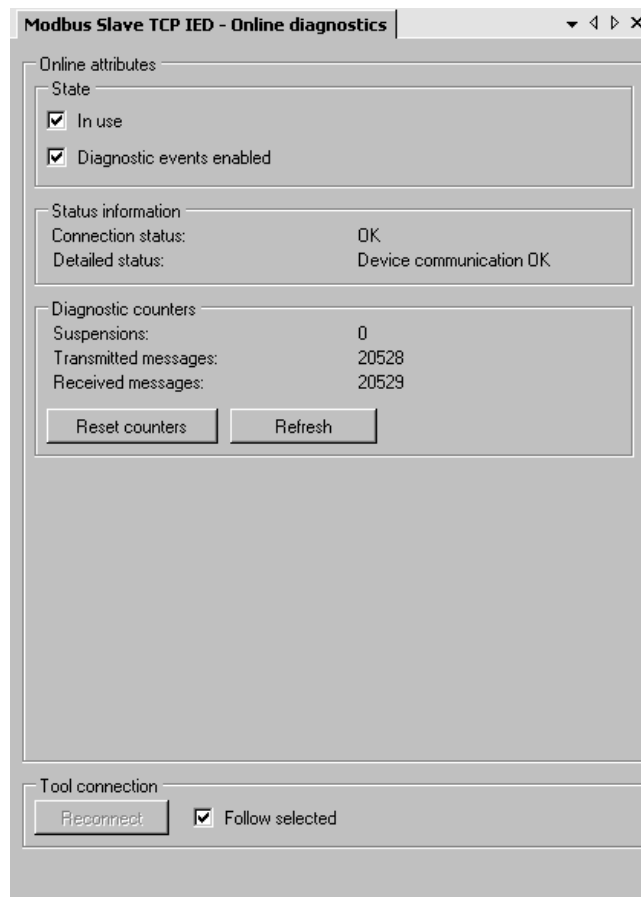 Modbus Slave TCP IED - Online diagnostics
Online attributes
State
In use
Diagnostic events enabled
Status information
Connection status: OK
Detailed status: Device communication OK
Diagnostic counters
Suspensions: 0
Transmitted messages: 20528
Received messages: 20529
Reset counters Refresh
Tool connection
Reconnect Follow selected